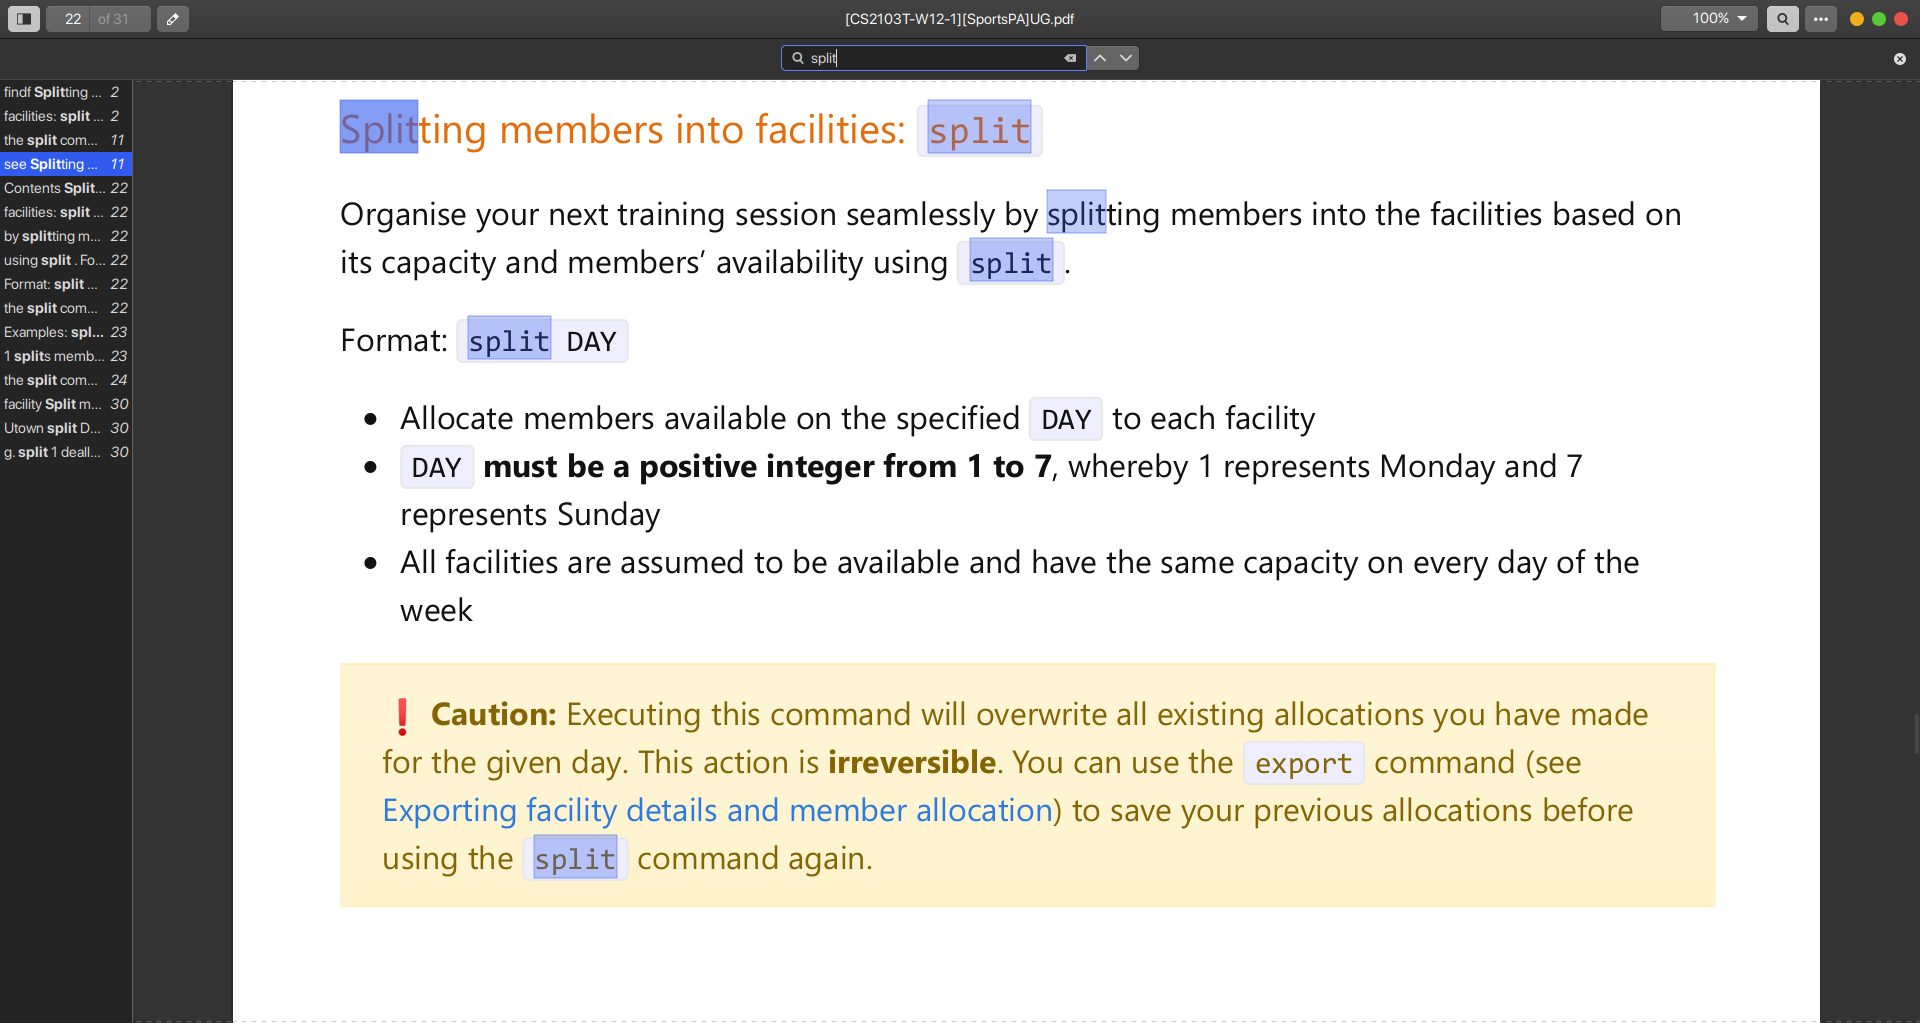 22 of 31
[CS2103T-W12-1][SportsPA]UG.pdf
100%
split
findf Splitting ... 2
facilities: split ... 2
the split com... 11
see Splitting ... 11
Contents Split... 22
facilities: split ... 22
by splitting m... 22
using split . Fo... 22
Format: split ... 22
the split com... 22
Examples: spl... 23
1 splits memb... 23
the split com... 24
facility Split m... 30
Utown split D... 30
g. split 1 deall... 30
Splitting members into facilities: split
Organise your next training session seamlessly by splitting members into the facilities based on
its capacity and members’ availability using split .
Format: split DAY
• Allocate members available on the specified DAY to each facility
• DAY must be a positive integer from 1 to 7, whereby 1 represents Monday and 7
represents Sunday
• All facilities are assumed to be available and have the same capacity on every day of the
week
❗ Caution: Executing this command will overwrite all existing allocations you have made
for the given day. This action is irreversible. You can use the export command (see
Exporting facility details and member allocation) to save your previous allocations before
using the split command again.